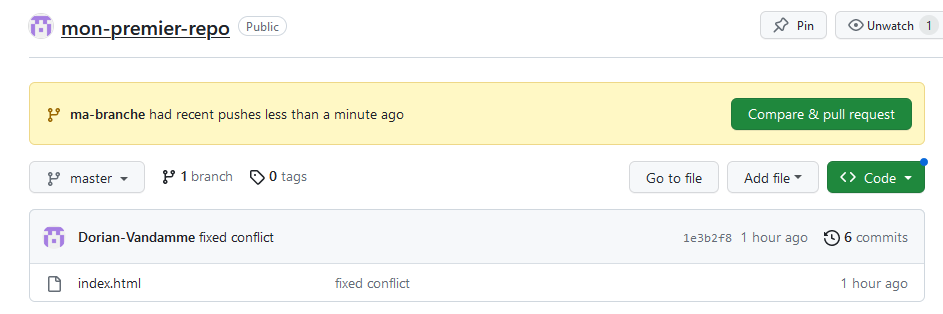 mon-premier-repo Public Pin Unwatch 1
ma-branche had recent pushes less than a minute ago Compare & pull request
master 1 branch 0 tags Go to file Add file Code
Dorian-Vandamme fixed conflict 1e3b2f8 1 hour ago 6 commits
index.html fixed conflict 1 hour ago